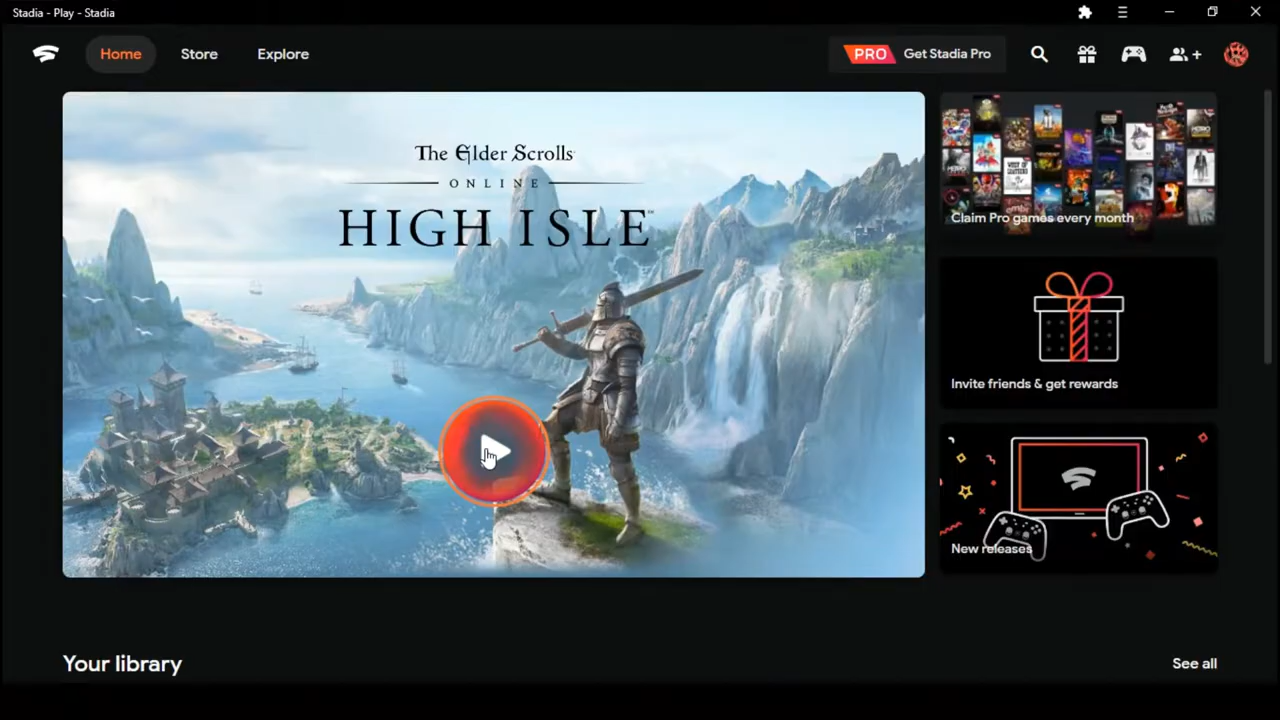 Stadia - Play - Stadia
Home
Store
Explore
PRO
Get Stadia Pro
The Elder Scrolls
ONLINE
HIGH ISLE™
Claim Pro games every month
Invite friends & get rewards
New releases
Your library
See all